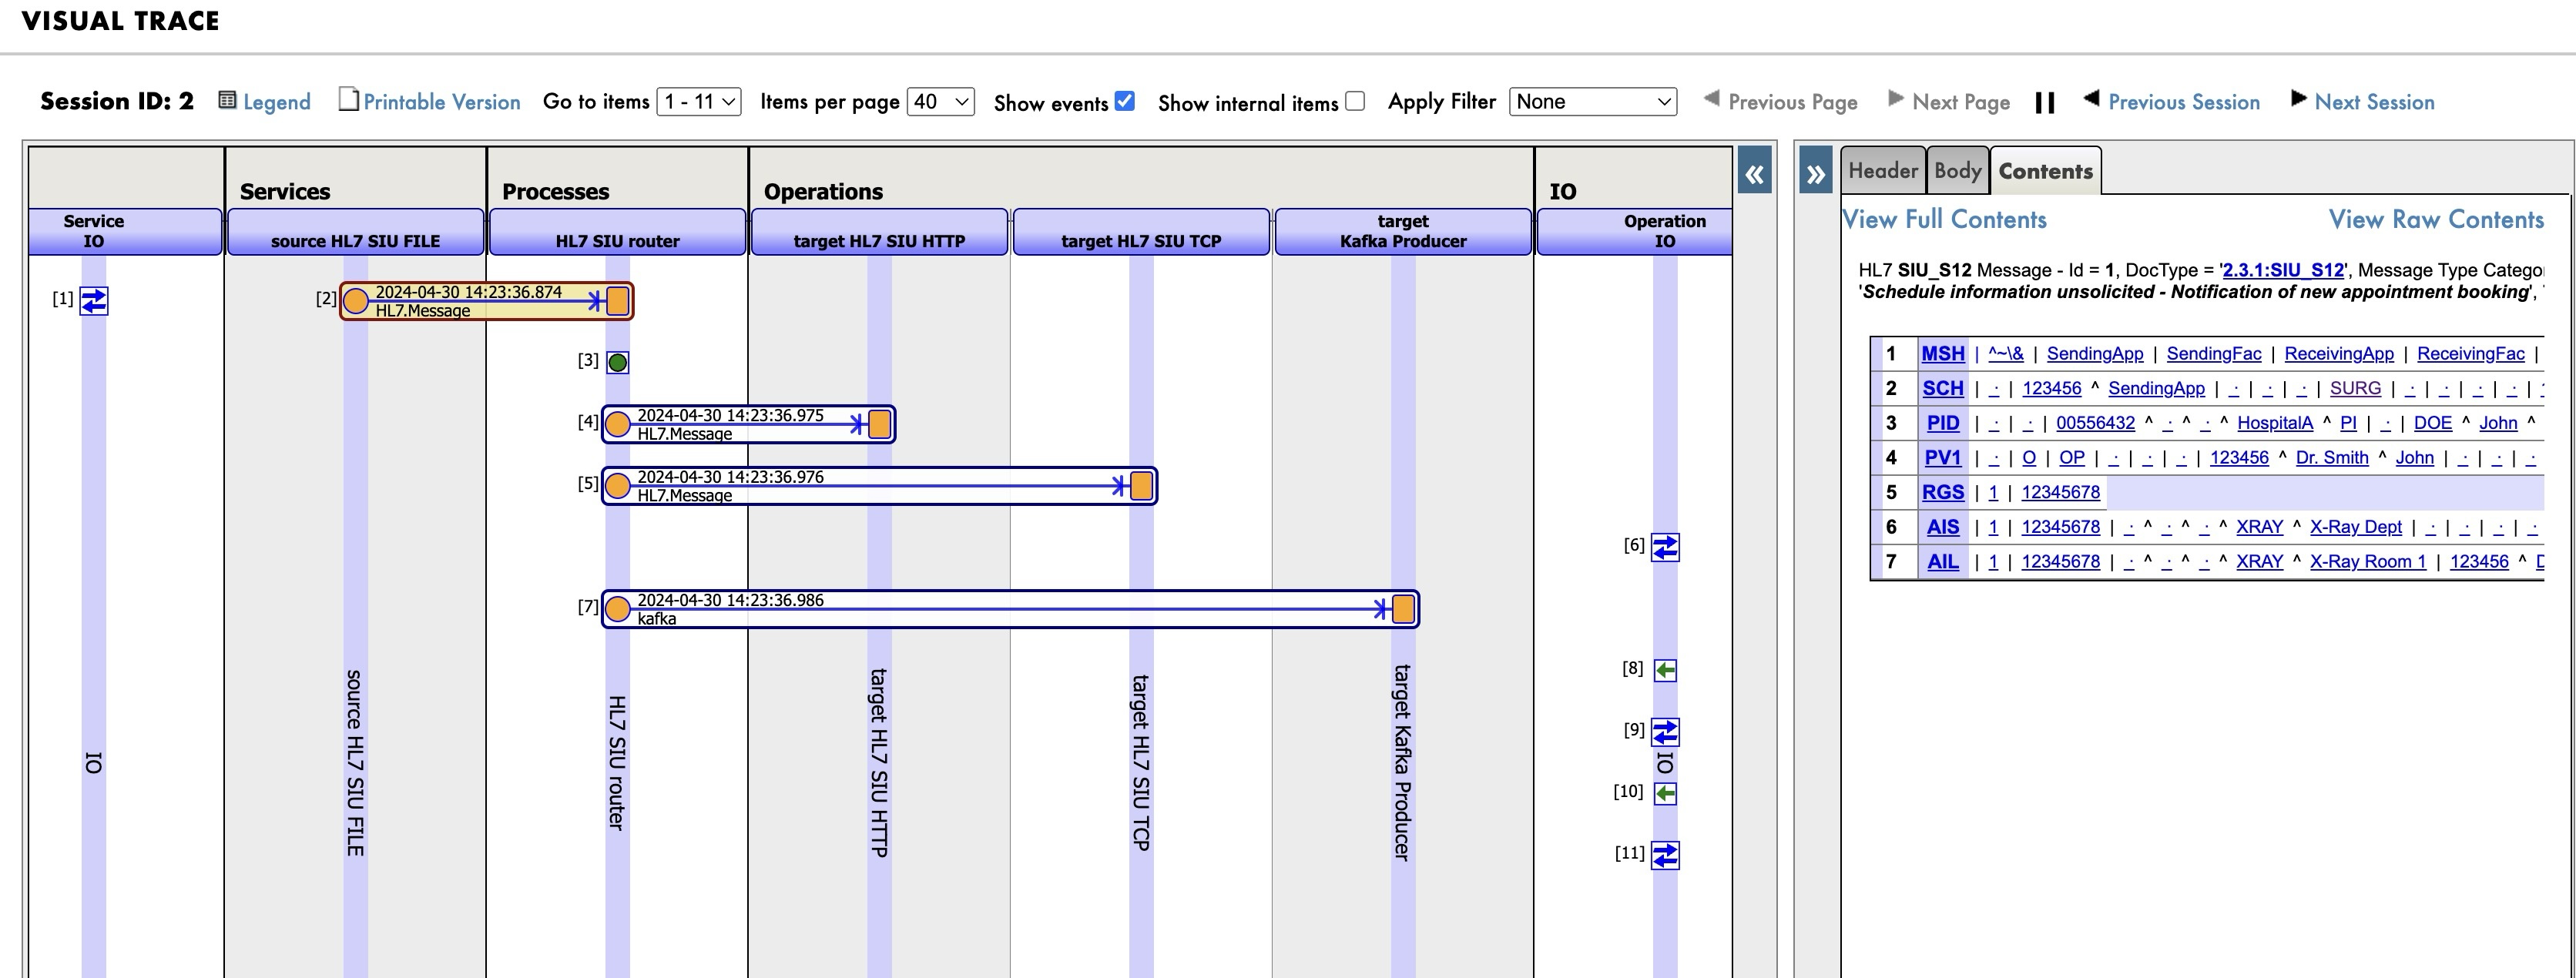 VISUAL TRACE
Session ID: 2 Legend Printable Version Go to items 1 - 11 Items per page 40 Show events Show internal items Apply Filter None Previous Page Next Page Previous Session Next Session
Services Processes Operations IO
Service IO
source HL7 SIU FILE
HL7 SIU router
target HL7 SIU HTTP
target HL7 SIU TCP
target
Kafka Producer
Operation
IO
[1]
[2] 2024-04-30 14:23:36.874
HL7.Message
[3]
[4] 2024-04-30 14:23:36.975
HL7.Message
[5] 2024-04-30 14:23:36.976
HL7.Message
[6]
[7] 2024-04-30 14:23:36.986
kafka
[8]
[9]
[10]
[11]
IO
source HL7 SIU FILE
HL7 SIU router
target HL7 SIU HTTP
target HL7 SIU TCP
target Kafka Producer
IO
« »
Header Body Contents
View Full Contents View Raw Contents
HL7 SIU_S12 Message - Id = 1, DocType = '2.3.1:SIU_S12', Message Type Catego
'Schedule information unsolicited - Notification of new appointment booking', '
1 MSH | ^~\& | SendingApp | SendingFac | ReceivingApp | ReceivingFac |
2 SCH | . | 123456 ^ SendingApp | . | . | . | SURG | . | . | . | . |
3 PID | . | . | 00556432 ^ . ^ . ^ HospitalA ^ PI | . | DOE ^ John ^
4 PV1 | . | O | OP | . | . | . | 123456 ^ Dr. Smith ^ John | . | . | .
5 RGS | 1 | 12345678
6 AIS | 1 | 12345678 | . ^ . ^ . ^ XRAY ^ X-Ray Dept | . | . | . | .
7 AIL | 1 | 12345678 | . ^ . ^ . ^ XRAY ^ X-Ray Room 1 | 123456 ^ D